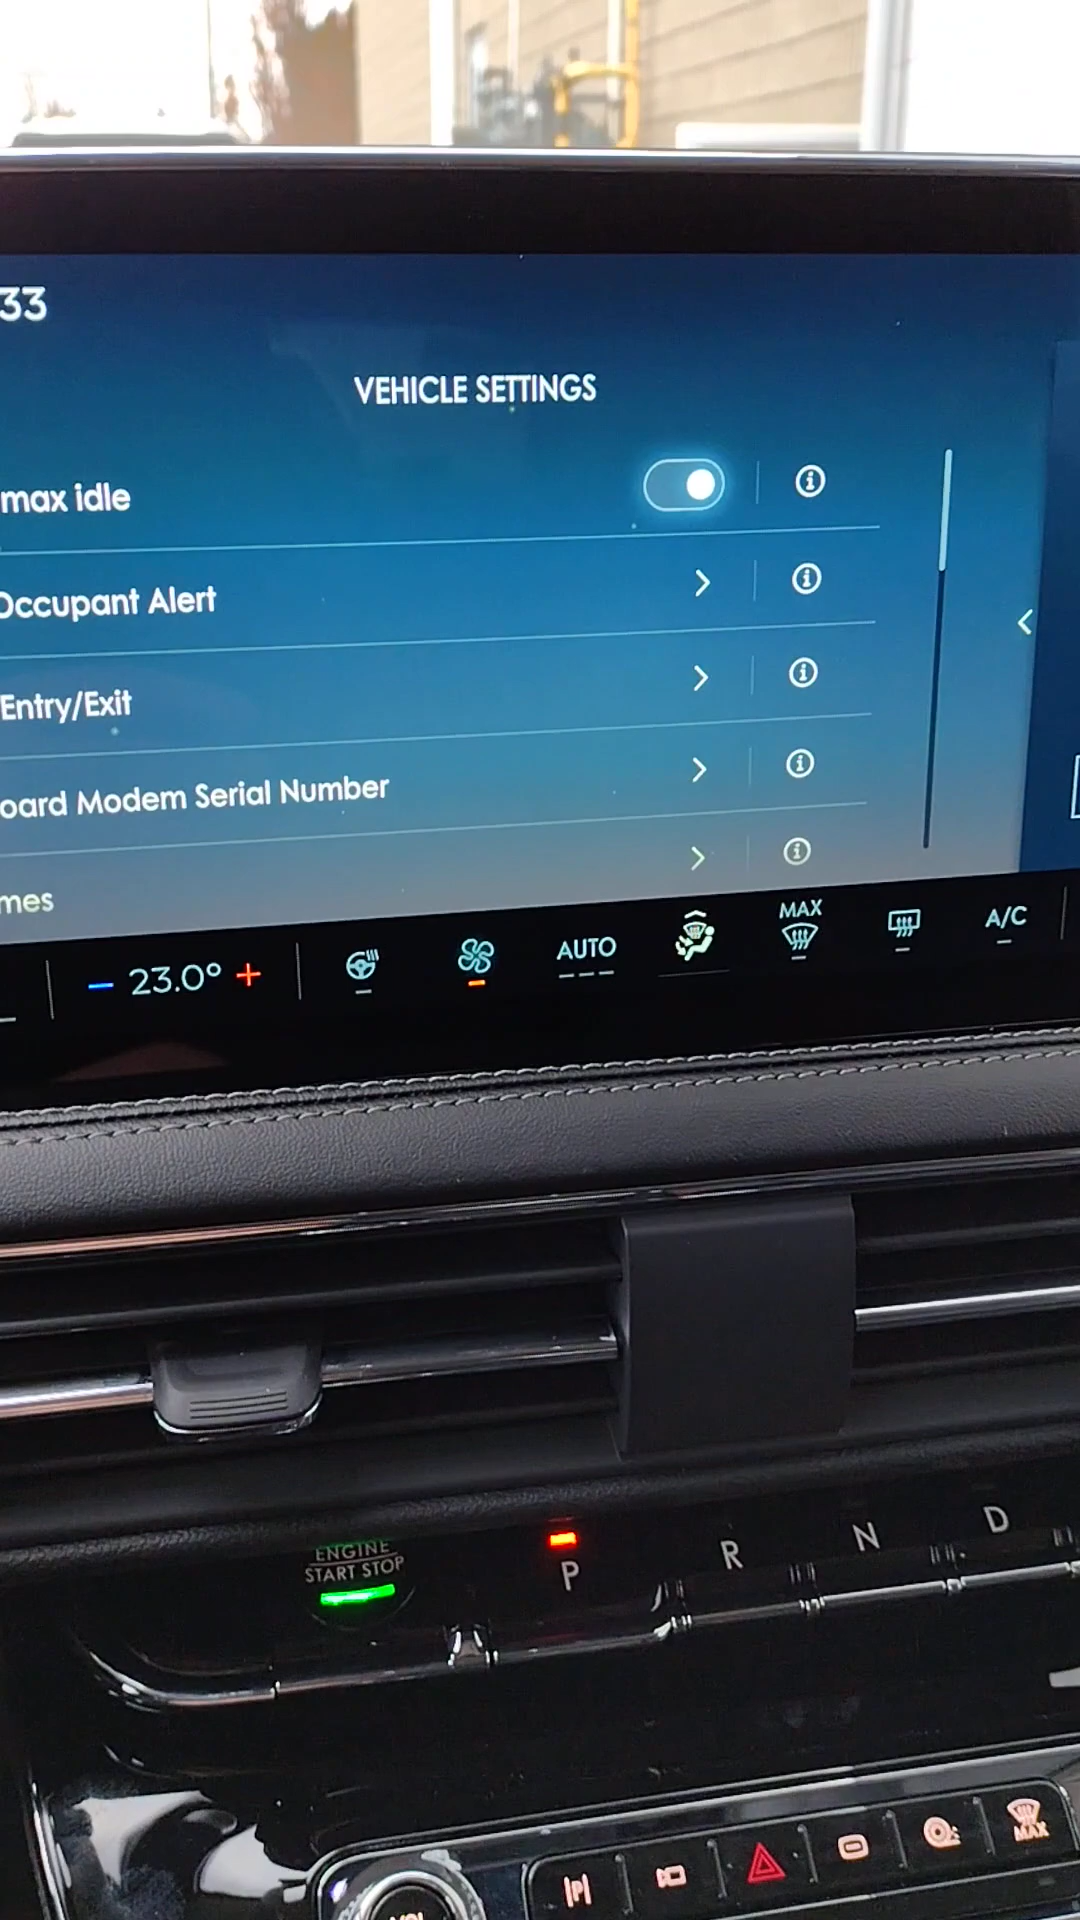 33
VEHICLE SETTINGS
max idle
Occupant Alert
Entry/Exit
oard Modem Serial Number
mes
23.0° AUTO MAX A/C
ENGINE
START STOP
P R N D
MAX
VOL